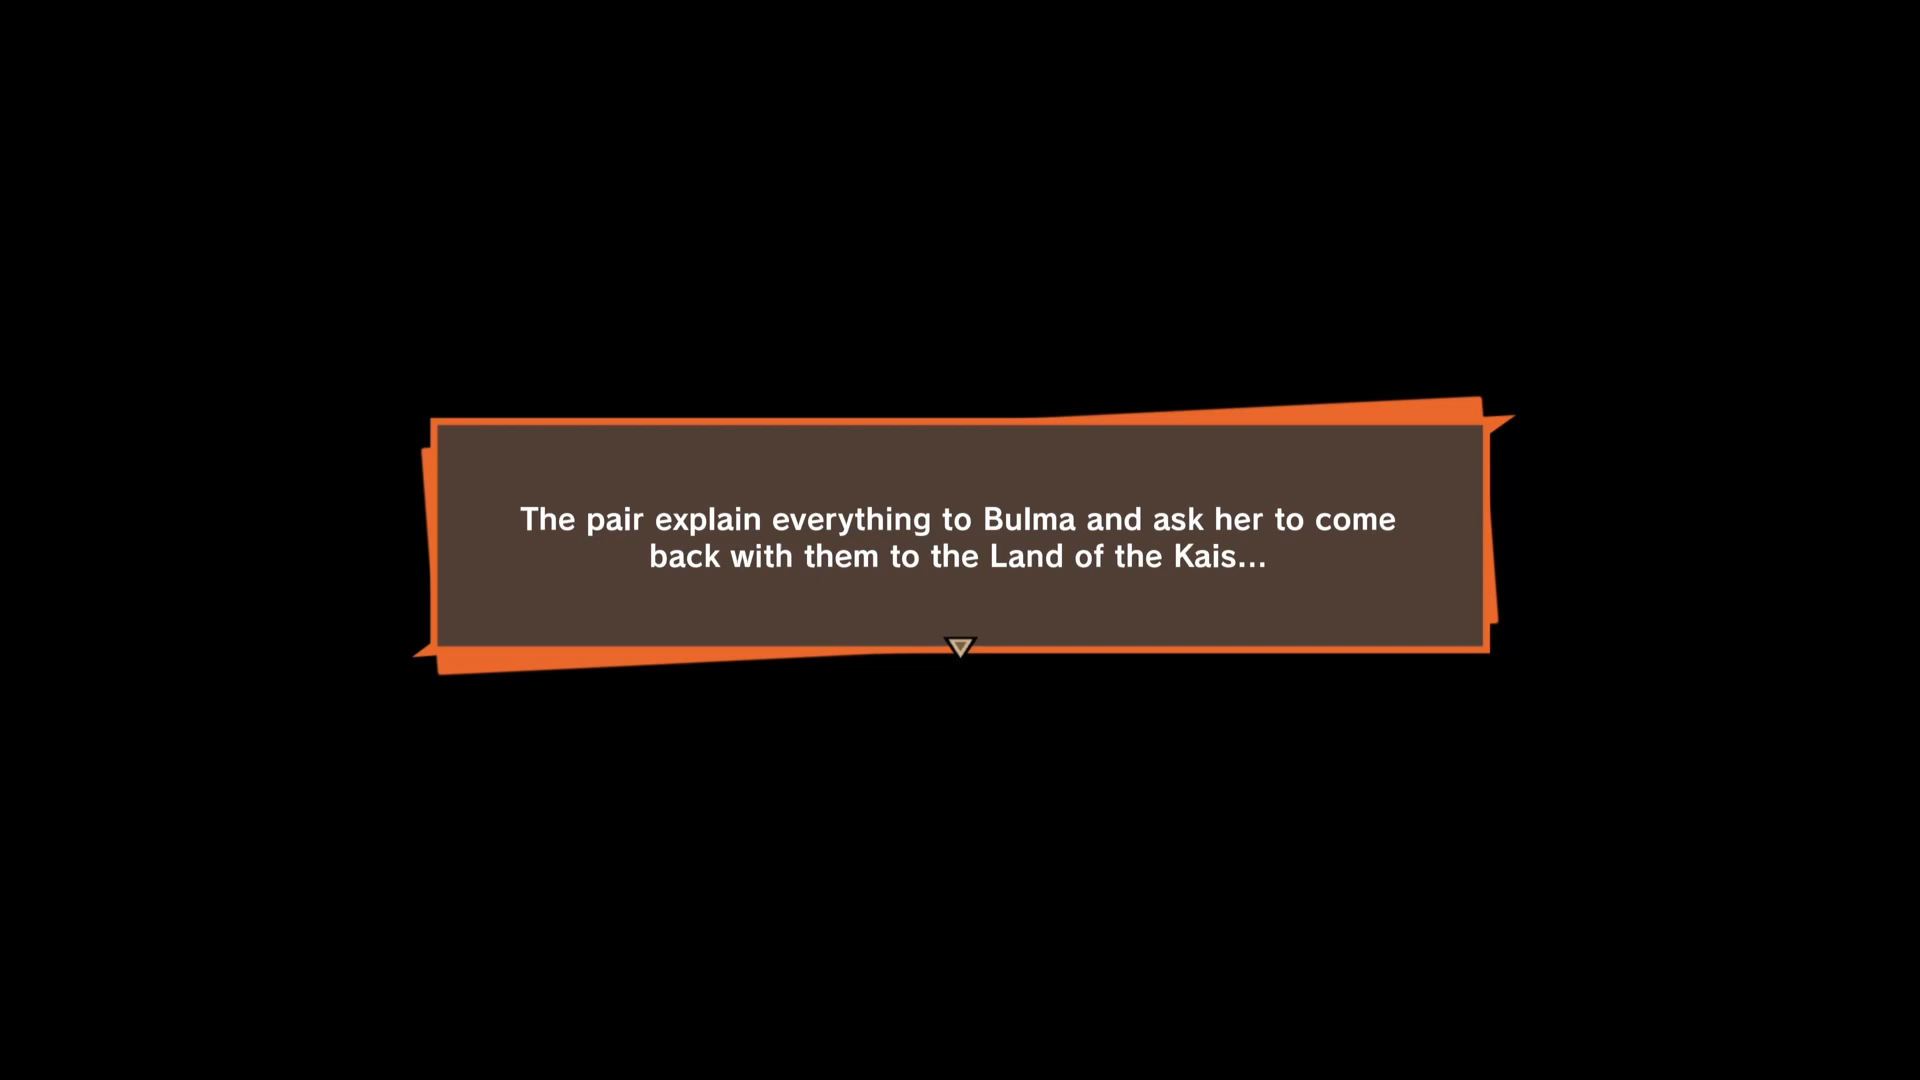 The pair explain everything to Bulma and ask her to come
back with them to the Land of the Kais...